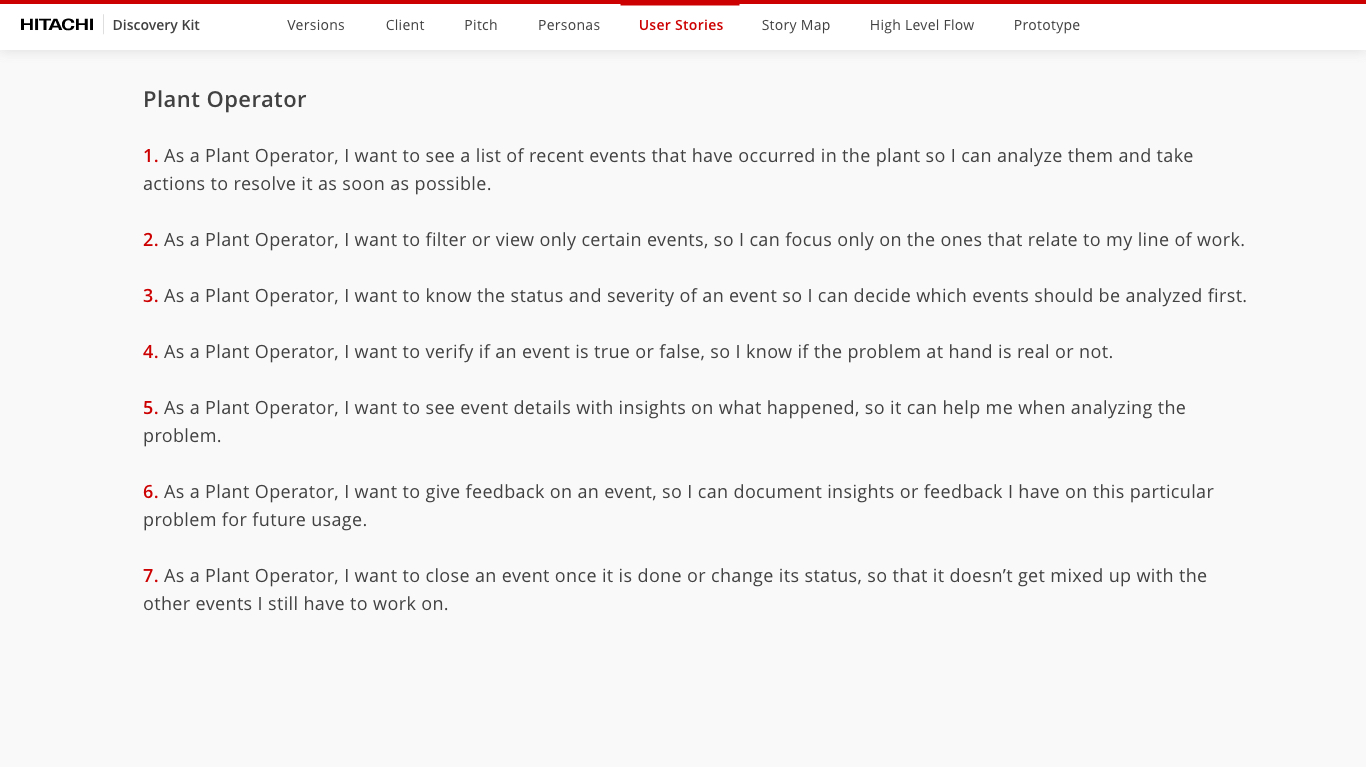 HITACHI Discovery Kit Versions Client Pitch Personas User Stories Story Map High Level Flow Prototype
Plant Operator
1. As a Plant Operator, I want to see a list of recent events that have occurred in the plant so I can analyze them and take
actions to resolve it as soon as possible.
2. As a Plant Operator, I want to filter or view only certain events, so I can focus only on the ones that relate to my line of work.
3. As a Plant Operator, I want to know the status and severity of an event so I can decide which events should be analyzed first.
4. As a Plant Operator, I want to verify if an event is true or false, so I know if the problem at hand is real or not.
5. As a Plant Operator, I want to see event details with insights on what happened, so it can help me when analyzing the
problem.
6. As a Plant Operator, I want to give feedback on an event, so I can document insights or feedback I have on this particular
problem for future usage.
7. As a Plant Operator, I want to close an event once it is done or change its status, so that it doesn’t get mixed up with the
other events I still have to work on.